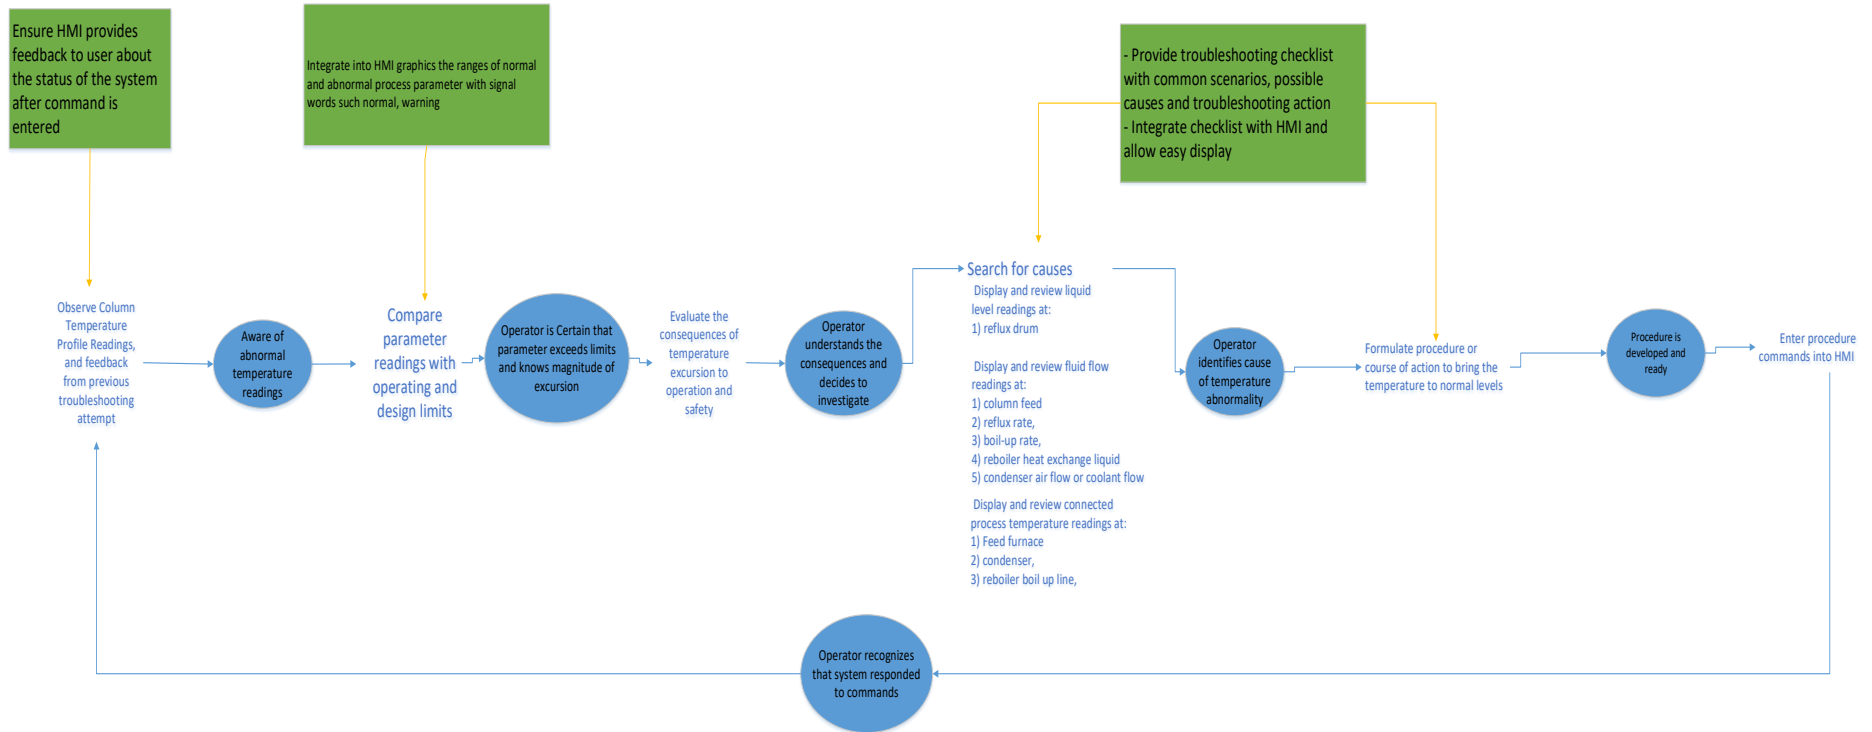 Ensure HMI provides
feedback to user about
the status of the system
after command is
entered
Integrate into HMI graphics the ranges of normal
and abnormal process parameter with signal
words such normal, warning
- Provide troubleshooting checklist
with common scenarios, possible
causes and troubleshooting action
- Integrate checklist with HMI and
allow easy display
Observe Column
Temperature
Profile Readings,
and feedback
from previous
troubleshooting
attempt
Aware of
abnormal
temperature
readings
Compare
parameter
readings with
operating and
design limits
Operator is Certain that
parameter exceeds limits
and knows magnitude of
excursion
Evaluate the
consequences of
temperature
excursion to
operation and
safety
Operator
understands the
consequences and
decides to
investigate
Search for causes
Display and review liquid
level readings at:
1) reflux drum
Display and review fluid flow
readings at:
1) column feed
2) reflux rate,
3) boil-up rate,
4) reboiler heat exchange liquid
5) condenser air flow or coolant flow
Display and review connected
process temperature readings at:
1) Feed furnace
2) condenser,
3) reboiler boil up line,
Operator
identifies cause
of temperature
abnormality
Formulate procedure or
course of action to bring the
temperature to normal levels
Procedure is
developed and
ready
Enter procedure
commands into HMI
Operator recognizes
that system responded
to commands